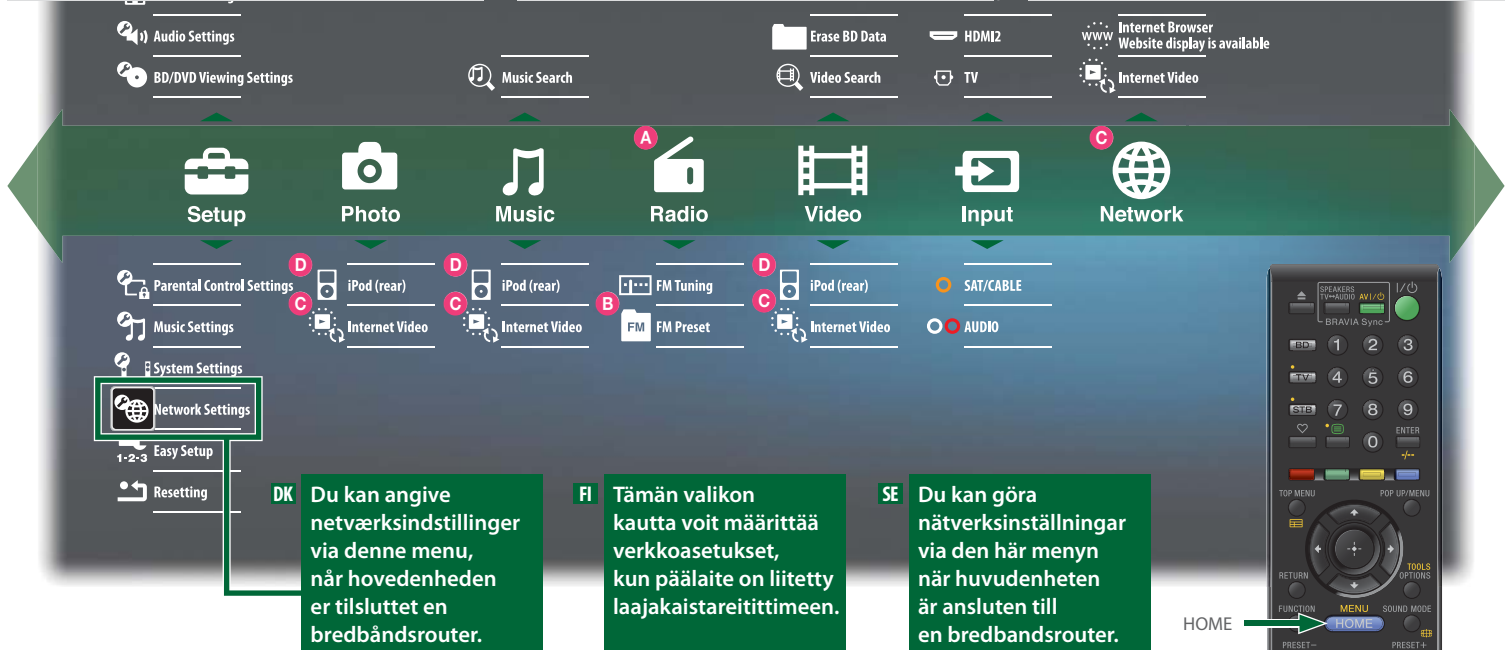 Audio Settings
Erase BD Data
HDMI2
www
Internet Browser
Website display is available
BD/DVD Viewing Settings
Music Search
Video Search
TV
Internet Video
A
C
Setup
Photo
Music
Radio
Video
Input
Network
D
D
D
Parental Control Settings
iPod (rear)
iPod (rear)
FM Tuning
iPod (rear)
SAT/CABLE
C
C
B
C
Music Settings
Internet Video
Internet Video
FM
FM Preset
Internet Video
AUDIO
System Settings
Network Settings
1-2-3
Easy Setup
Resetting
DK
Du kan angive
netværksindstillinger
via denne menu,
når hovedenheden
er tilsluttet en
bredbåndsrouter.
FI
Tämän valikon
kautta voit määrittää
verkkoasetukset,
kun päälaite on liitetty
laajakaistareitittimeen.
SE
Du kan göra
nätverksinställningar
via den här menyn
när huvudenheten
är ansluten till
en bredbandsrouter.
HOME
SPEAKERS
TV↔AUDIO
AV I/⏻
I/⏻
BRAVIA Sync
BD
1
2
3
TV
4
5
6
STB
7
8
9
0
ENTER
-/--
TOP MENU
POP UP/MENU
RETURN
TOOLS
OPTIONS
FUNCTION
MENU
SOUND MODE
HOME
PRESET–
PRESET+